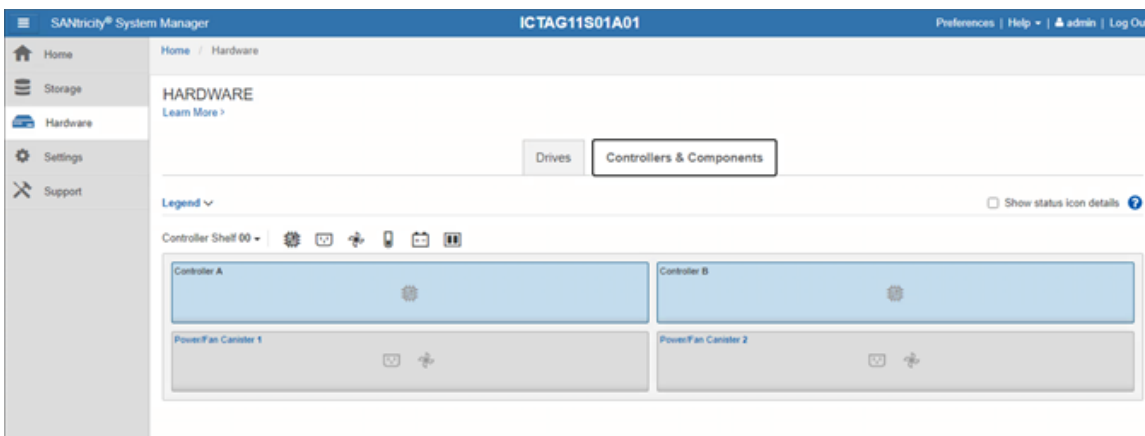 SANtricity® System Manager ICTAG11S01A01 Preferences | Help | admin | Log Ou
Home
Home / Hardware
Storage
HARDWARE
Learn More >
Hardware
Settings
Drives Controllers & Components
Support
Legend
Show status icon details ?
Controller Shelf 00
Controller A Controller B
Power/Fan Canister 1 Power/Fan Canister 2